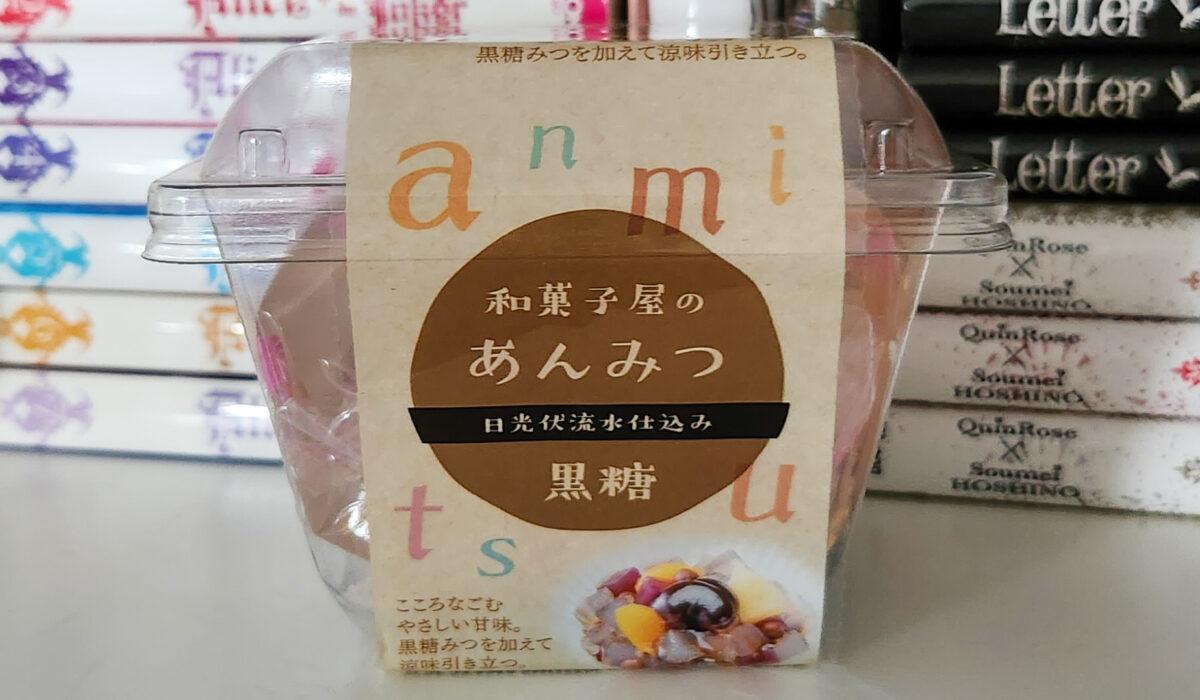 黒糖みつを加えて涼味引き立つ。
a n m i
和菓子屋の
あんみつ
日光伏流水仕込み
黒糖
t s u
こころなごむ
やさしい甘味。
黒糖みつを加えて
涼味引き立つ。
Letter
Letter
Letter
QuinRose
×
Soumei
HOSHINO
QuinRose
×
Soumei
HOSHINO
QuinRose
×
Soumei
HOSHINO